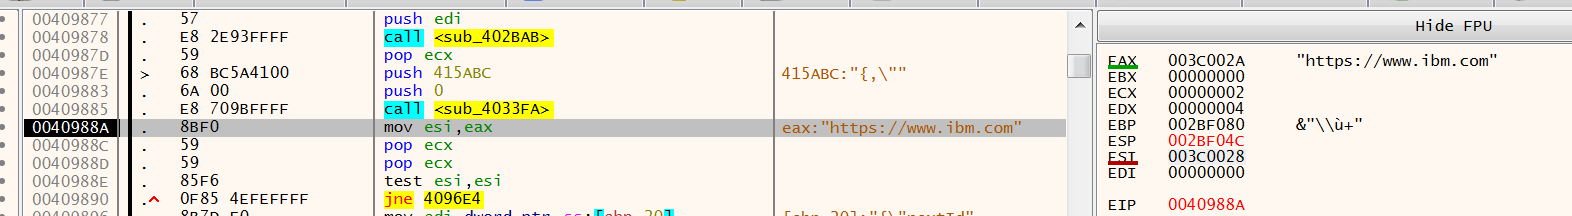 00409877 . 57 push edi
00409878 . E8 2E93FFFF call <sub_402BAB>
0040987D . 59 pop ecx
0040987E > 68 BC5A4100 push 415ABC 415ABC:"{,\""
00409883 . 6A 00 push 0
00409885 . E8 709BFFFF call <sub_4033FA>
0040988A . 8BF0 mov esi,eax eax:"https://www.ibm.com"
0040988C . 59 pop ecx
0040988D . 59 pop ecx
0040988E . 85F6 test esi,esi
00409890 .^ 0F85 4EFEFFFF jne 4096E4
Hide FPU
EAX 003C002A "https://www.ibm.com"
EBX 00000000
ECX 00000002
EDX 00000004
EBP 002BF080 &"\\ù+"
ESP 002BF04C
ESI 003C0028
EDI 00000000
EIP 0040988A